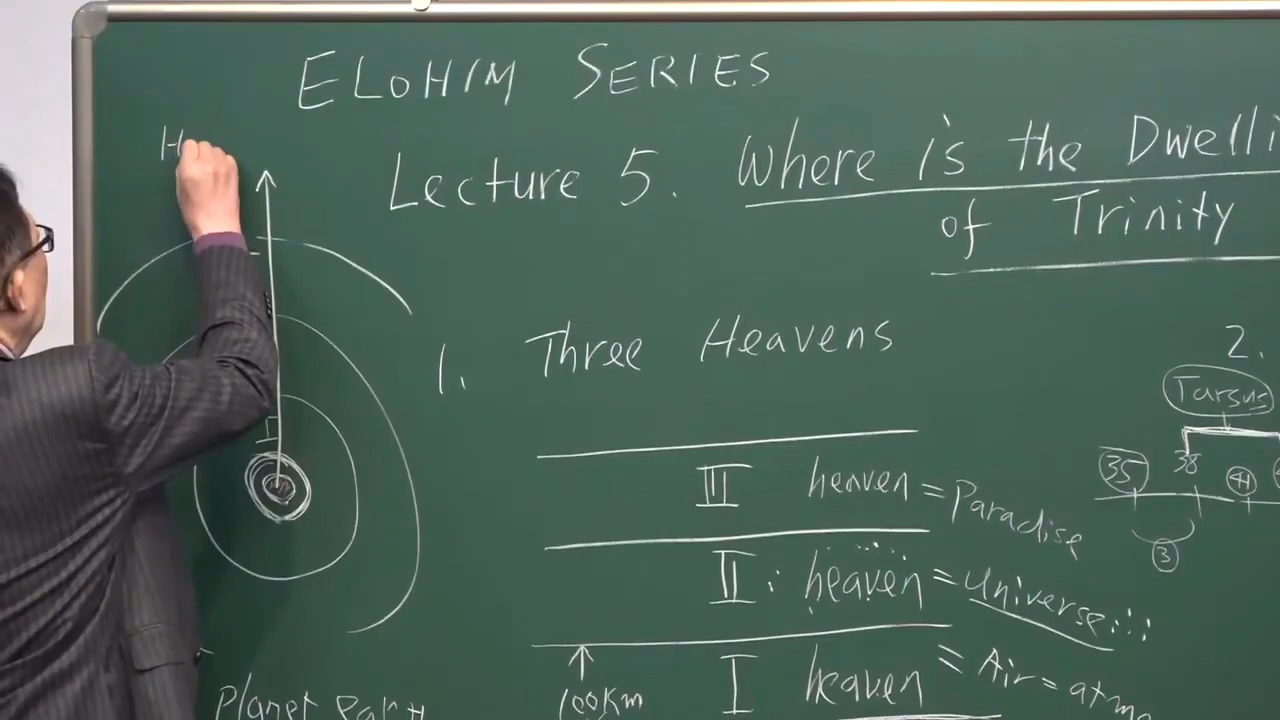 ELOHIM SERIES
H
Lecture 5. Where is the Dwelli
of Trinity
1. Three Heavens
2.
Tarsus
35 38 41
3
III heaven = Paradise
II : heaven = Universe
I heaven = Air = atmo
100Km
I
Planet Earth